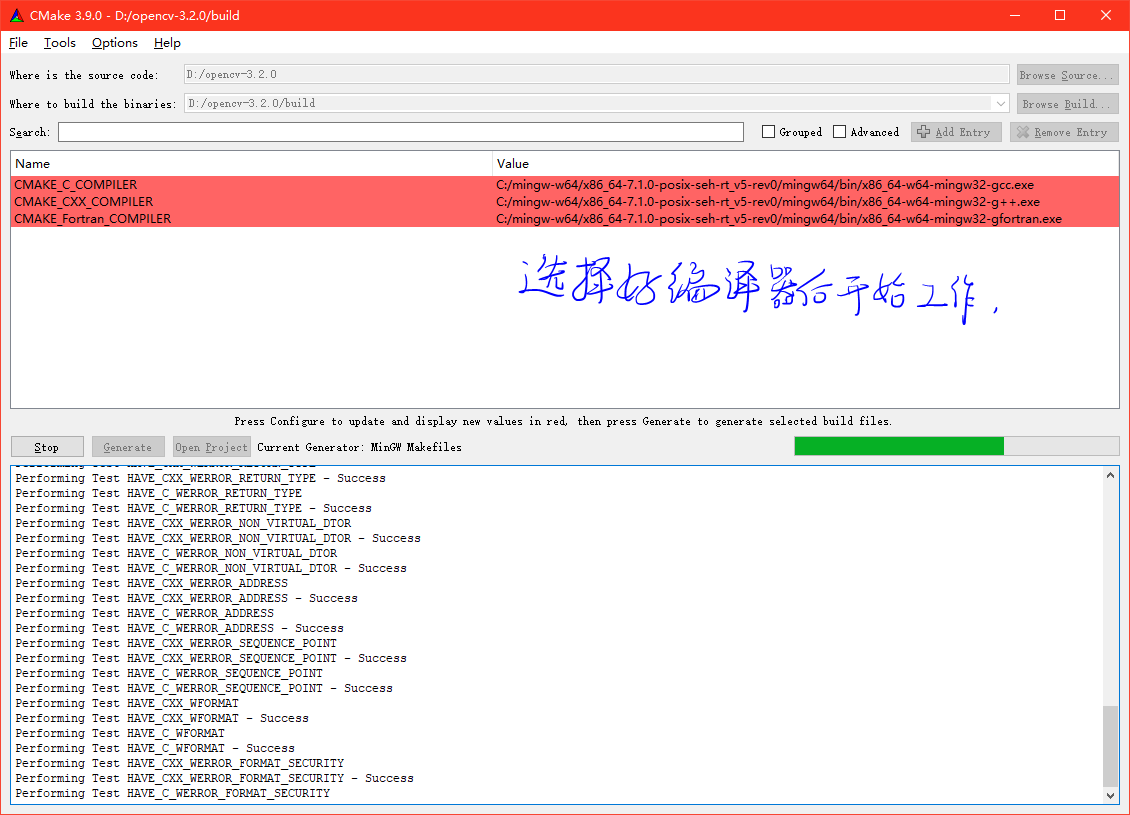 CMake 3.9.0 - D:/opencv-3.2.0/build
File Tools Options Help
Where is the source code: D:/opencv-3.2.0 Browse Source...
Where to build the binaries: D:/opencv-3.2.0/build Browse Build...
Search: Grouped Advanced Add Entry Remove Entry
Name Value
CMAKE_C_COMPILER C:/mingw-w64/x86_64-7.1.0-posix-seh-rt_v5-rev0/mingw64/bin/x86_64-w64-mingw32-gcc.exe
CMAKE_CXX_COMPILER C:/mingw-w64/x86_64-7.1.0-posix-seh-rt_v5-rev0/mingw64/bin/x86_64-w64-mingw32-g++.exe
CMAKE_Fortran_COMPILER C:/mingw-w64/x86_64-7.1.0-posix-seh-rt_v5-rev0/mingw64/bin/x86_64-w64-mingw32-gfortran.exe
选择好编译器后开始工作,
Press Configure to update and display new values in red, then press Generate to generate selected build files.
Stop Generate Open Project Current Generator: MinGW Makefiles
Performing Test HAVE_CXX_WERROR_RETURN_TYPE - Success
Performing Test HAVE_C_WERROR_RETURN_TYPE
Performing Test HAVE_C_WERROR_RETURN_TYPE - Success
Performing Test HAVE_CXX_WERROR_NON_VIRTUAL_DTOR
Performing Test HAVE_CXX_WERROR_NON_VIRTUAL_DTOR - Success
Performing Test HAVE_C_WERROR_NON_VIRTUAL_DTOR
Performing Test HAVE_C_WERROR_NON_VIRTUAL_DTOR - Success
Performing Test HAVE_CXX_WERROR_ADDRESS
Performing Test HAVE_CXX_WERROR_ADDRESS - Success
Performing Test HAVE_C_WERROR_ADDRESS
Performing Test HAVE_C_WERROR_ADDRESS - Success
Performing Test HAVE_CXX_WERROR_SEQUENCE_POINT
Performing Test HAVE_CXX_WERROR_SEQUENCE_POINT - Success
Performing Test HAVE_C_WERROR_SEQUENCE_POINT
Performing Test HAVE_C_WERROR_SEQUENCE_POINT - Success
Performing Test HAVE_CXX_WFORMAT
Performing Test HAVE_CXX_WFORMAT - Success
Performing Test HAVE_C_WFORMAT
Performing Test HAVE_C_WFORMAT - Success
Performing Test HAVE_CXX_WERROR_FORMAT_SECURITY
Performing Test HAVE_CXX_WERROR_FORMAT_SECURITY - Success
Performing Test HAVE_C_WERROR_FORMAT_SECURITY